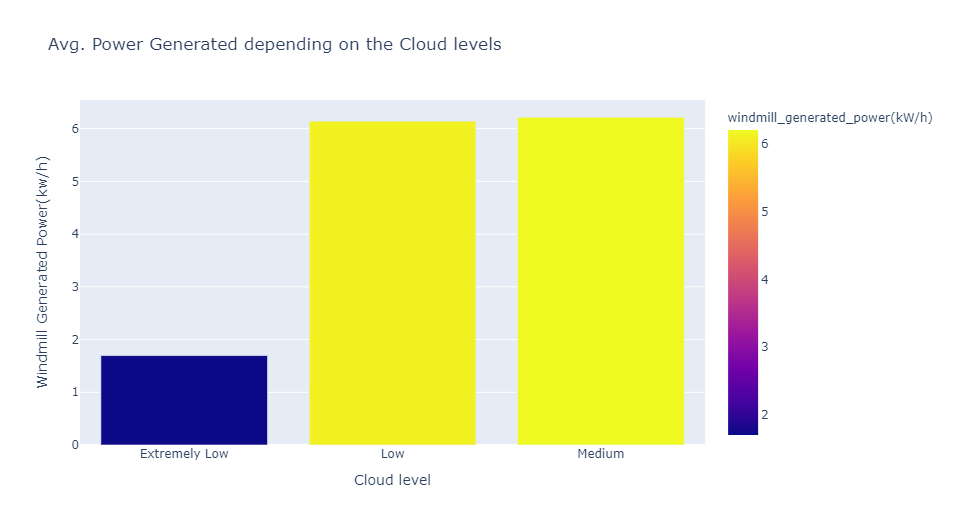 Avg. Power Generated depending on the Cloud levels
windmill_generated_power(kW/h)
Windmill Generated Power(kw/h)
6
5
4
3
2
1
0
Extremely Low
Low
Medium
Cloud level
6
5
4
3
2